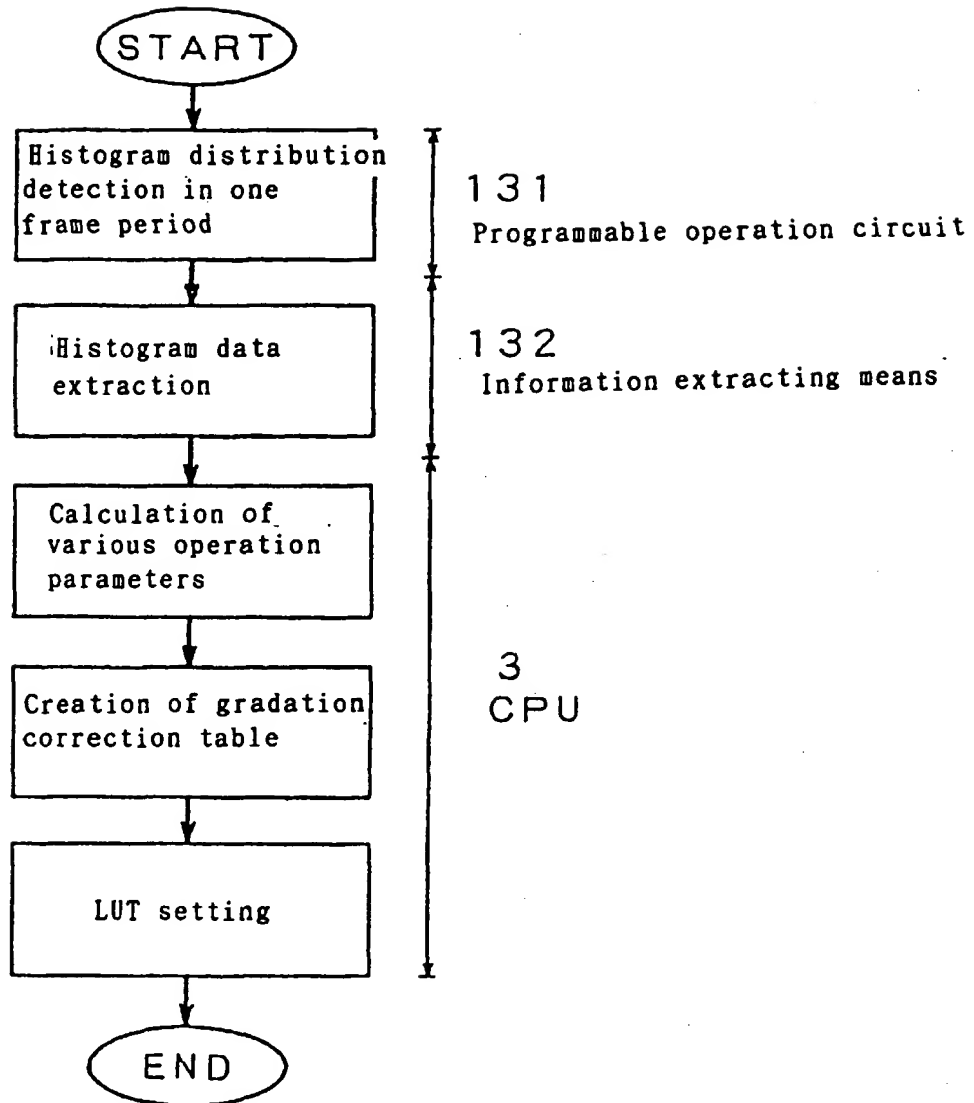 START
Histogram distribution
detection in one
frame period
131
Programmable operation circuit
Histogram data
extraction
132
Information extracting means
Calculation of
various operation
parameters
Creation of gradation
correction table
3
CPU
LUT setting
END